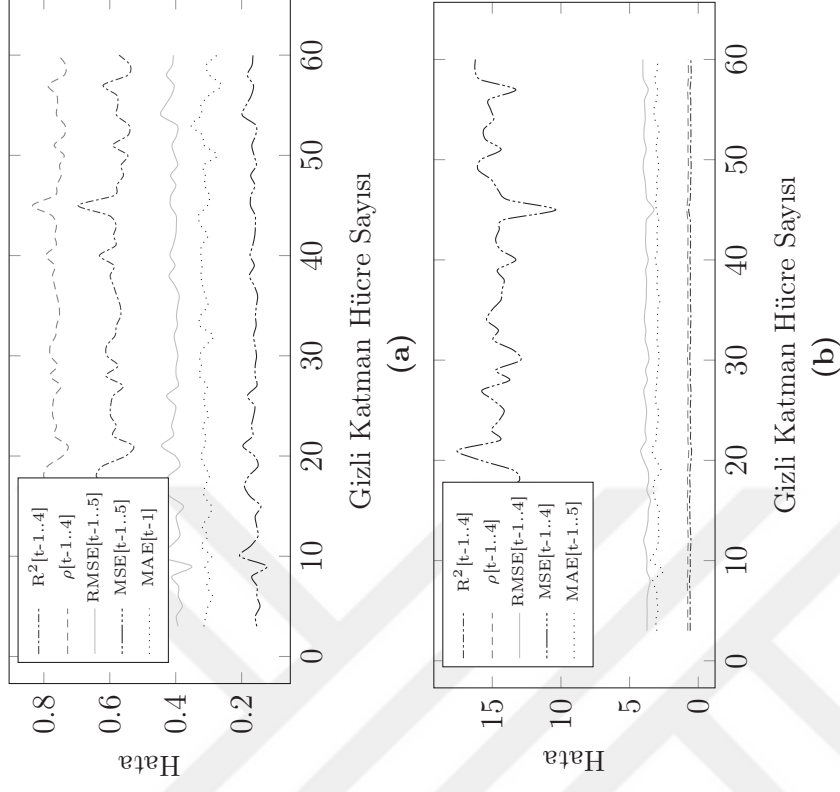 R²[t-1..4]
ρ[t-1..4]
RMSE[t-1..5]
MSE[t-1..5]
MAE[t-1]
0.8
0.6
0.4
0.2
Hata
0 10 20 30 40 50 60
Gizli Katman Hücre Sayısı
(a)
R²[t-1..4]
ρ[t-1..4]
RMSE[t-1..4]
MSE[t-1..4]
MAE[t-1..5]
15
10
5
0
Hata
0 10 20 30 40 50 60
Gizli Katman Hücre Sayısı
(b)